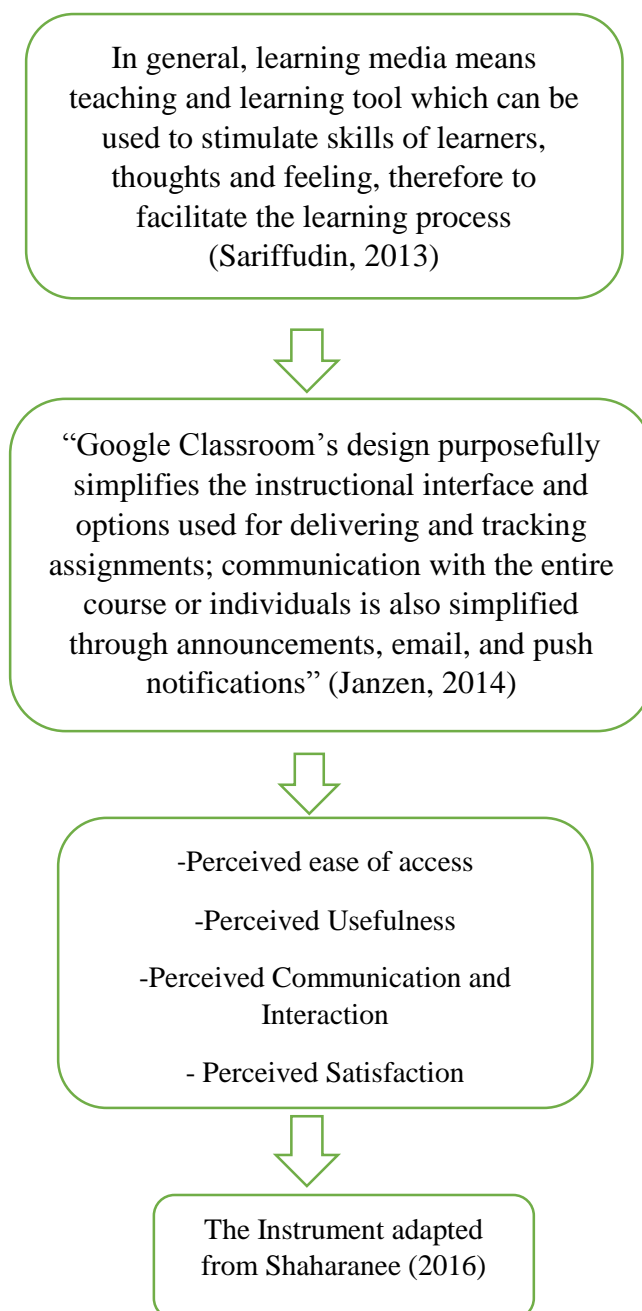 In general, learning media means
teaching and learning tool which can be
used to stimulate skills of learners,
thoughts and feeling, therefore to
facilitate the learning process
(Sariffudin, 2013)
“Google Classroom’s design purposefully
simplifies the instructional interface and
options used for delivering and tracking
assignments; communication with the entire
course or individuals is also simplified
through announcements, email, and push
notifications” (Janzen, 2014)
-Perceived ease of access
-Perceived Usefulness
-Perceived Communication and
Interaction
- Perceived Satisfaction
The Instrument adapted
from Shaharanee (2016)